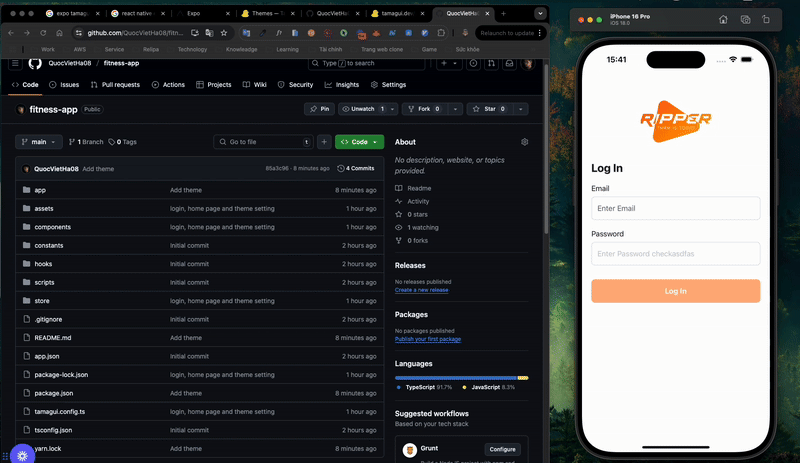 expo tamag
react native
Expo
Themes — T
QuocVietHa
tamagui.dev
QuocVietHa
github.com/QuocVietHa08/fitn...
Relaunch to update
Work
AWS
Service
Relipa
Technology
Knowleadge
Learning
Tài chính
Trang web clone
Game
Sức khỏe
QuocVietHa08 / fitness-app
Type / to search
Code
Issues
Pull requests
Actions
Projects
Wiki
Security
Insights
Settings
fitness-app
Public
Pin
Unwatch 1
Fork 0
Star 0
main
1 Branch
0 Tags
Go to file
t
Code
QuocVietHa08 Add theme
85a3c96 · 8 minutes ago
4 Commits
app Add theme 8 minutes ago
assets login, home page and theme setting 1 hour ago
components login, home page and theme setting 1 hour ago
constants Initial commit 2 hours ago
hooks Initial commit 2 hours ago
scripts Initial commit 2 hours ago
store login, home page and theme setting 1 hour ago
.gitignore Initial commit 2 hours ago
README.md Add theme 8 minutes ago
app.json Initial commit 2 hours ago
package-lock.json login, home page and theme setting 1 hour ago
package.json Add theme 8 minutes ago
tamagui.config.ts login, home page and theme setting 1 hour ago
tsconfig.json Initial commit 2 hours ago
yarn.lock Add theme 8 minutes ago
About
No description, website, or topics
provided.
Readme
Activity
0 stars
1 watching
0 forks
Releases
No releases published
Create a new release
Packages
No packages published
Publish your first package
Languages
TypeScript 91.7%
JavaScript 8.3%
Suggested workflows
Based on your tech stack
Grunt
Configure
iPhone 16 Pro
iOS 18.0
15:41
RIPPER
Log In
Email
Enter Email
Password
Enter Password checkasdfas
Log In